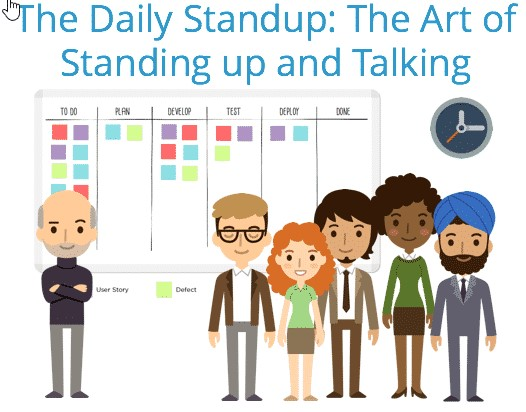 The Daily Standup: The Art of
Standing up and Talking
TO DO PLAN DEVELOP TEST DEPLOY DONE
User Story Defect